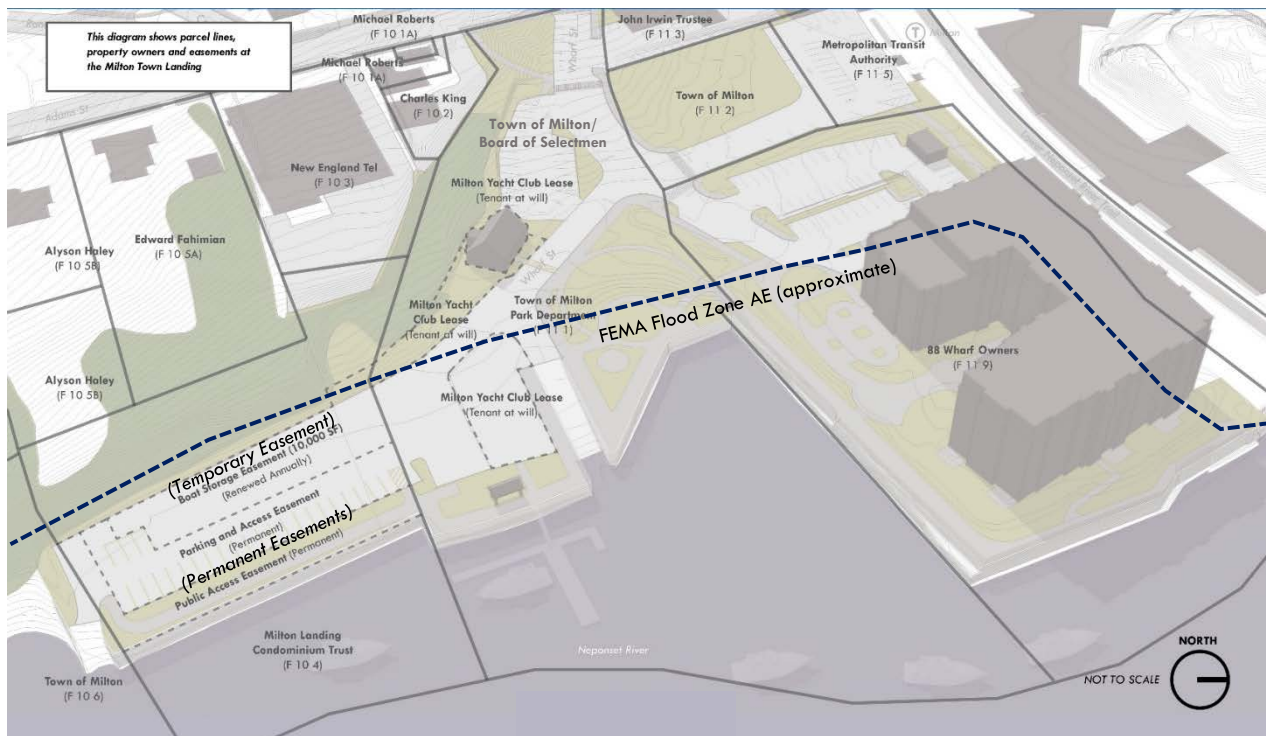 This diagram shows parcel lines,
property owners and easements at
the Milton Town Landing
Michael Roberts
(F 10 1A)
John Irwin Trustee
(F 11 3)
Michael Roberts
(F 10 1A)
Metropolitan Transit
Authority
(F 11 5)
T Milton
Wharf St
Adams St
Charles King
(F 10 2)
Town of Milton
(F 11 2)
Town of Milton/
Board of Selectmen
New England Tel
(F 10 3)
Milton Yacht Club Lease
(Tenant at will)
Alyson Haley
(F 10 5B)
Edward Fahimian
(F 10 5A)
Wharf St
Milton Yacht
Club Lease
(Tenant at will)
Town of Milton
Park Department
(F 11 1)
FEMA Flood Zone AE (approximate)
88 Wharf Owners
(F 11 9)
Alyson Haley
(F 10 5B)
Milton Yacht Club Lease
(Tenant at will)
(Temporary Easement)
Boat Storage Easement (10,000 SF)
(Renewed Annually)
Parking and Access Easement
(Permanent)
(Permanent Easements)
Public Access Easement (Permanent)
Milton Landing
Condominium Trust
(F 10 4)
Neponset River
Town of Milton
(F 10 6)
NORTH
NOT TO SCALE